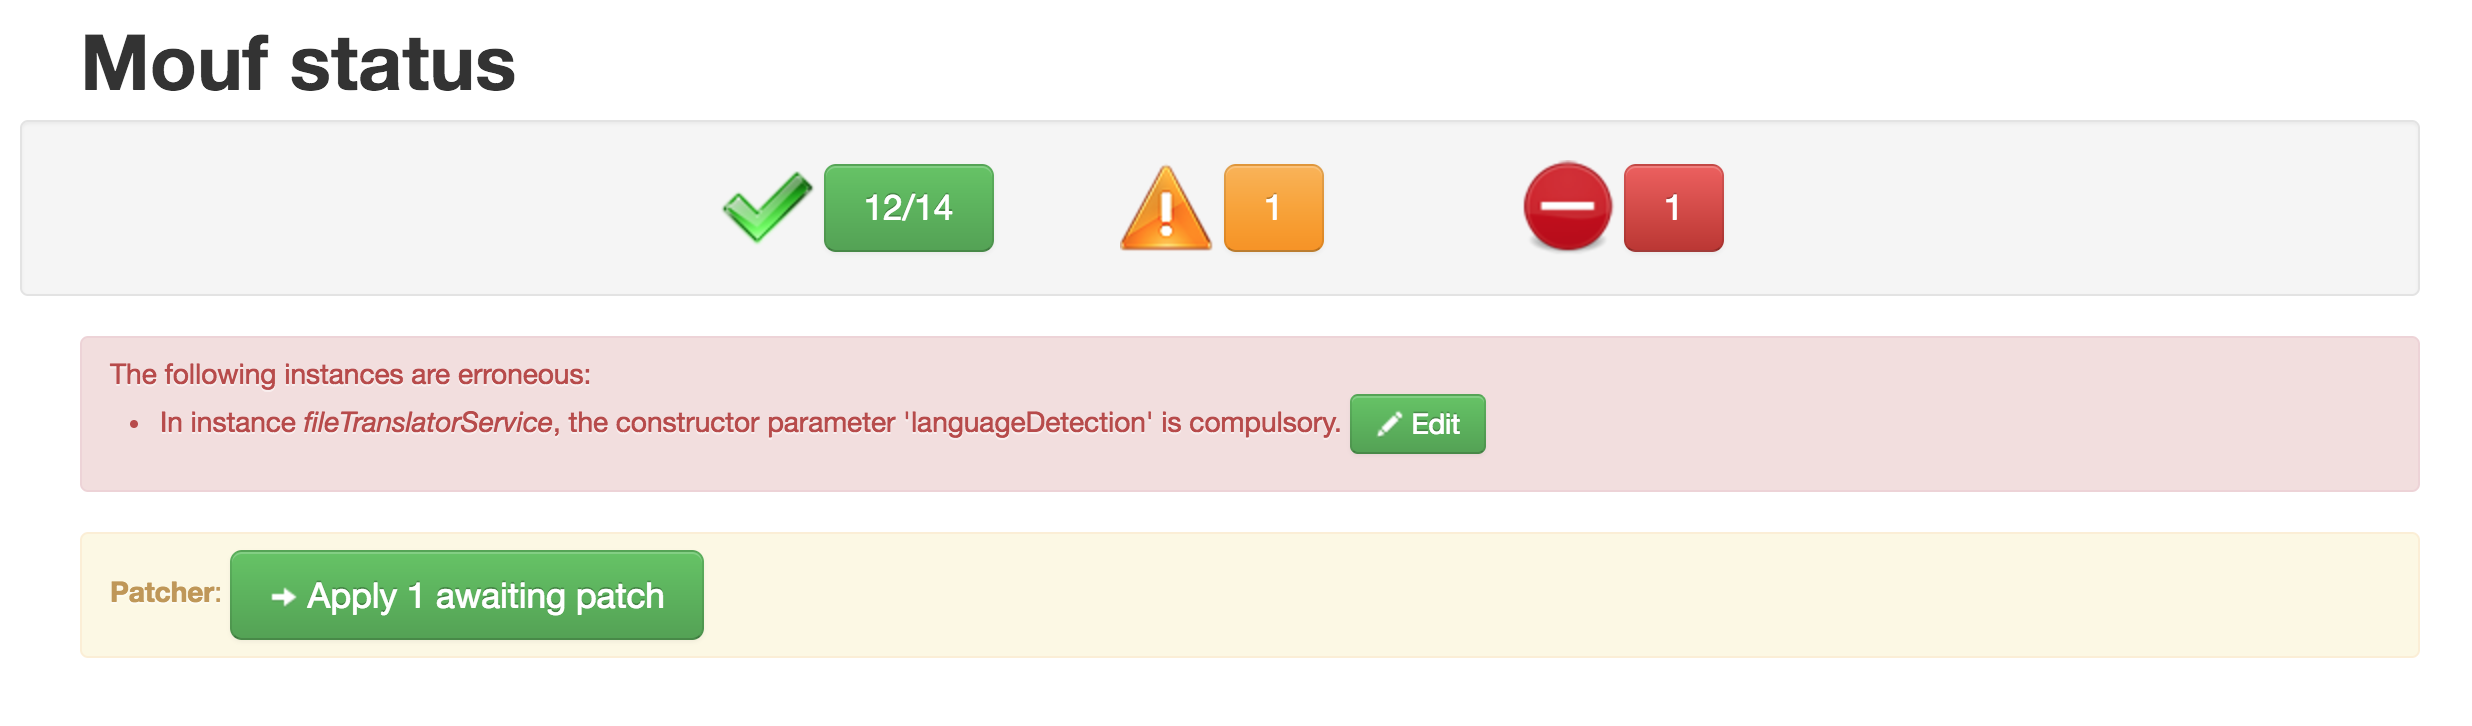 Mouf status
12/14 1 1
The following instances are erroneous:
• In instance fileTranslatorService, the constructor parameter 'languageDetection' is compulsory. Edit
Patcher: Apply 1 awaiting patch